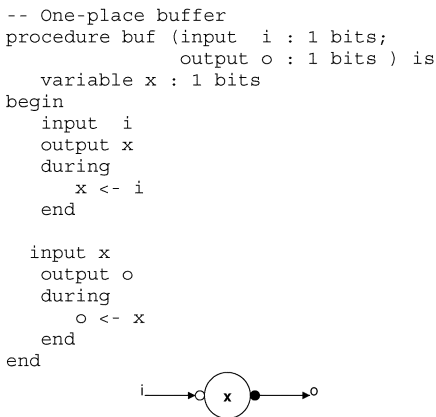 -- One-place buffer
procedure buf (input  i : 1 bits;
               output o : 1 bits ) is
   variable x : 1 bits
begin
   input  i
   output x
   during
      x <- i
   end

  input x
   output o
   during
      o <- x
   end
end
i x o